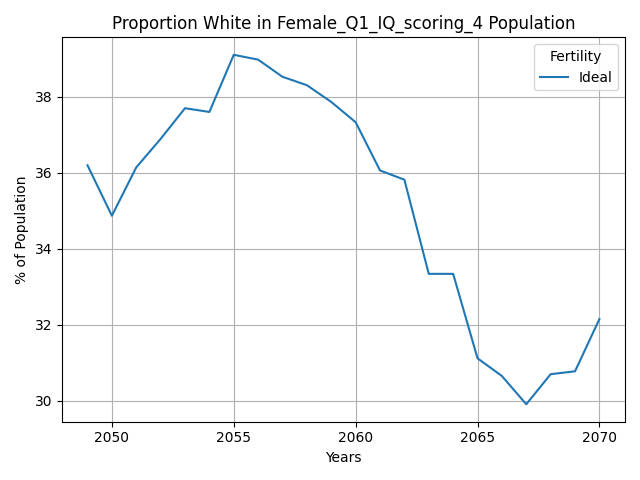 Proportion White in Female_Q1_IQ_scoring_4 Population
Fertility
Ideal
% of Population
38
36
34
32
30
2050 2055 2060 2065 2070
Years